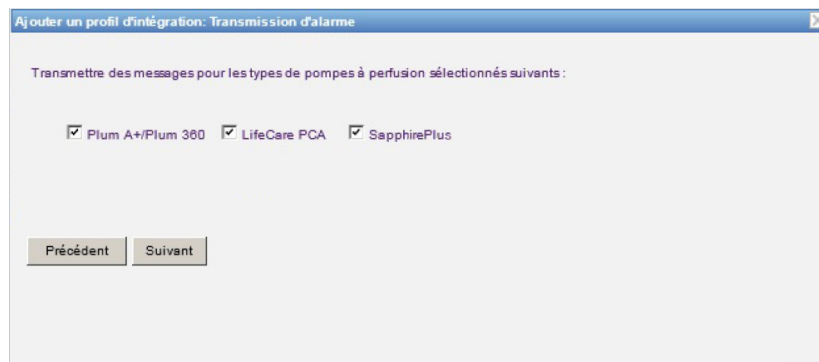 Ajouter un profil d'intégration: Transmission d'alarme
Transmettre des messages pour les types de pompes à perfusion sélectionnés suivants :
Plum A+/Plum 360 LifeCare PCA SapphirePlus
Précédent Suivant